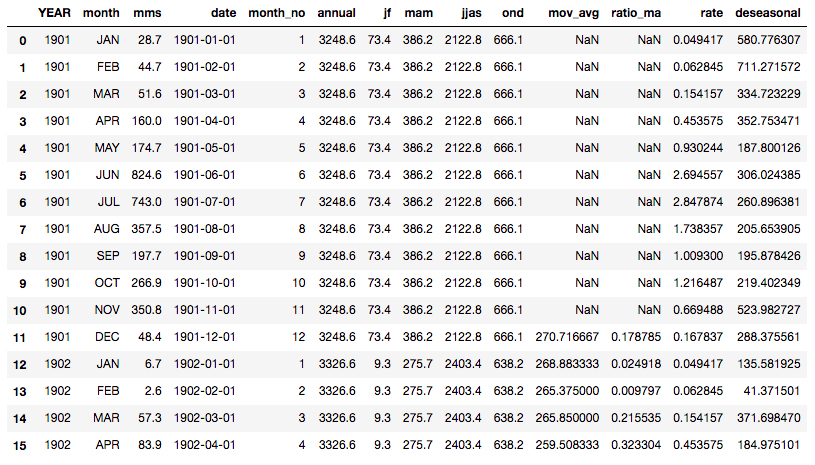 YEAR month mms date month_no annual jf mam jjas ond mov_avg ratio_ma rate deseasonal
0 1901 JAN 28.7 1901-01-01 1 3248.6 73.4 386.2 2122.8 666.1 NaN NaN 0.049417 580.776307
1 1901 FEB 44.7 1901-02-01 2 3248.6 73.4 386.2 2122.8 666.1 NaN NaN 0.062845 711.271572
2 1901 MAR 51.6 1901-03-01 3 3248.6 73.4 386.2 2122.8 666.1 NaN NaN 0.154157 334.723229
3 1901 APR 160.0 1901-04-01 4 3248.6 73.4 386.2 2122.8 666.1 NaN NaN 0.453575 352.753471
4 1901 MAY 174.7 1901-05-01 5 3248.6 73.4 386.2 2122.8 666.1 NaN NaN 0.930244 187.800126
5 1901 JUN 824.6 1901-06-01 6 3248.6 73.4 386.2 2122.8 666.1 NaN NaN 2.694557 306.024385
6 1901 JUL 743.0 1901-07-01 7 3248.6 73.4 386.2 2122.8 666.1 NaN NaN 2.847874 260.896381
7 1901 AUG 357.5 1901-08-01 8 3248.6 73.4 386.2 2122.8 666.1 NaN NaN 1.738357 205.653905
8 1901 SEP 197.7 1901-09-01 9 3248.6 73.4 386.2 2122.8 666.1 NaN NaN 1.009300 195.878426
9 1901 OCT 266.9 1901-10-01 10 3248.6 73.4 386.2 2122.8 666.1 NaN NaN 1.216487 219.402349
10 1901 NOV 350.8 1901-11-01 11 3248.6 73.4 386.2 2122.8 666.1 NaN NaN 0.669488 523.982727
11 1901 DEC 48.4 1901-12-01 12 3248.6 73.4 386.2 2122.8 666.1 270.716667 0.178785 0.167837 288.375561
12 1902 JAN 6.7 1902-01-01 1 3326.6 9.3 275.7 2403.4 638.2 268.883333 0.024918 0.049417 135.581925
13 1902 FEB 2.6 1902-02-01 2 3326.6 9.3 275.7 2403.4 638.2 265.375000 0.009797 0.062845 41.371501
14 1902 MAR 57.3 1902-03-01 3 3326.6 9.3 275.7 2403.4 638.2 265.850000 0.215535 0.154157 371.698470
15 1902 APR 83.9 1902-04-01 4 3326.6 9.3 275.7 2403.4 638.2 259.508333 0.323304 0.453575 184.975101